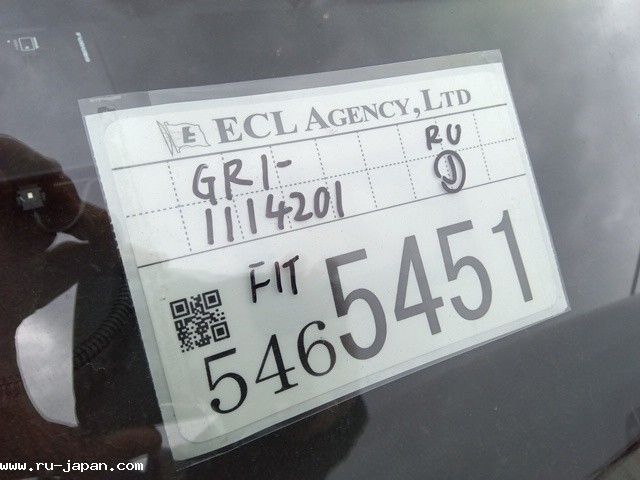 E ECL AGENCY, LTD
GR1- RU
1114201 J
FIT
5465451
www.ru-japan.com